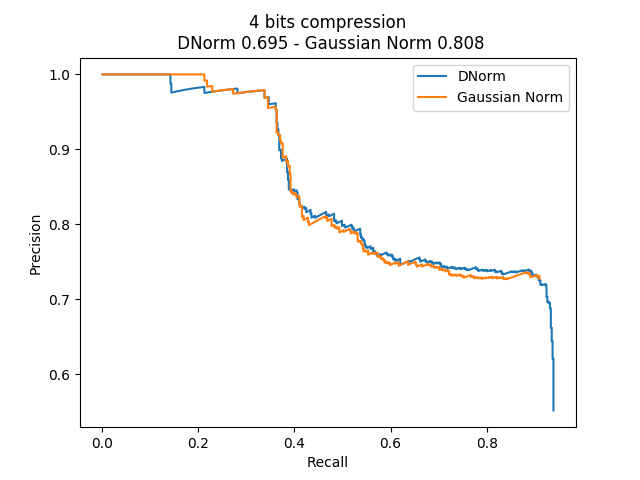 4 bits compression
DNorm 0.695 - Gaussian Norm 0.808
DNorm
Gaussian Norm
1.0
0.9
0.8
0.7
0.6
Precision
0.0 0.2 0.4 0.6 0.8
Recall